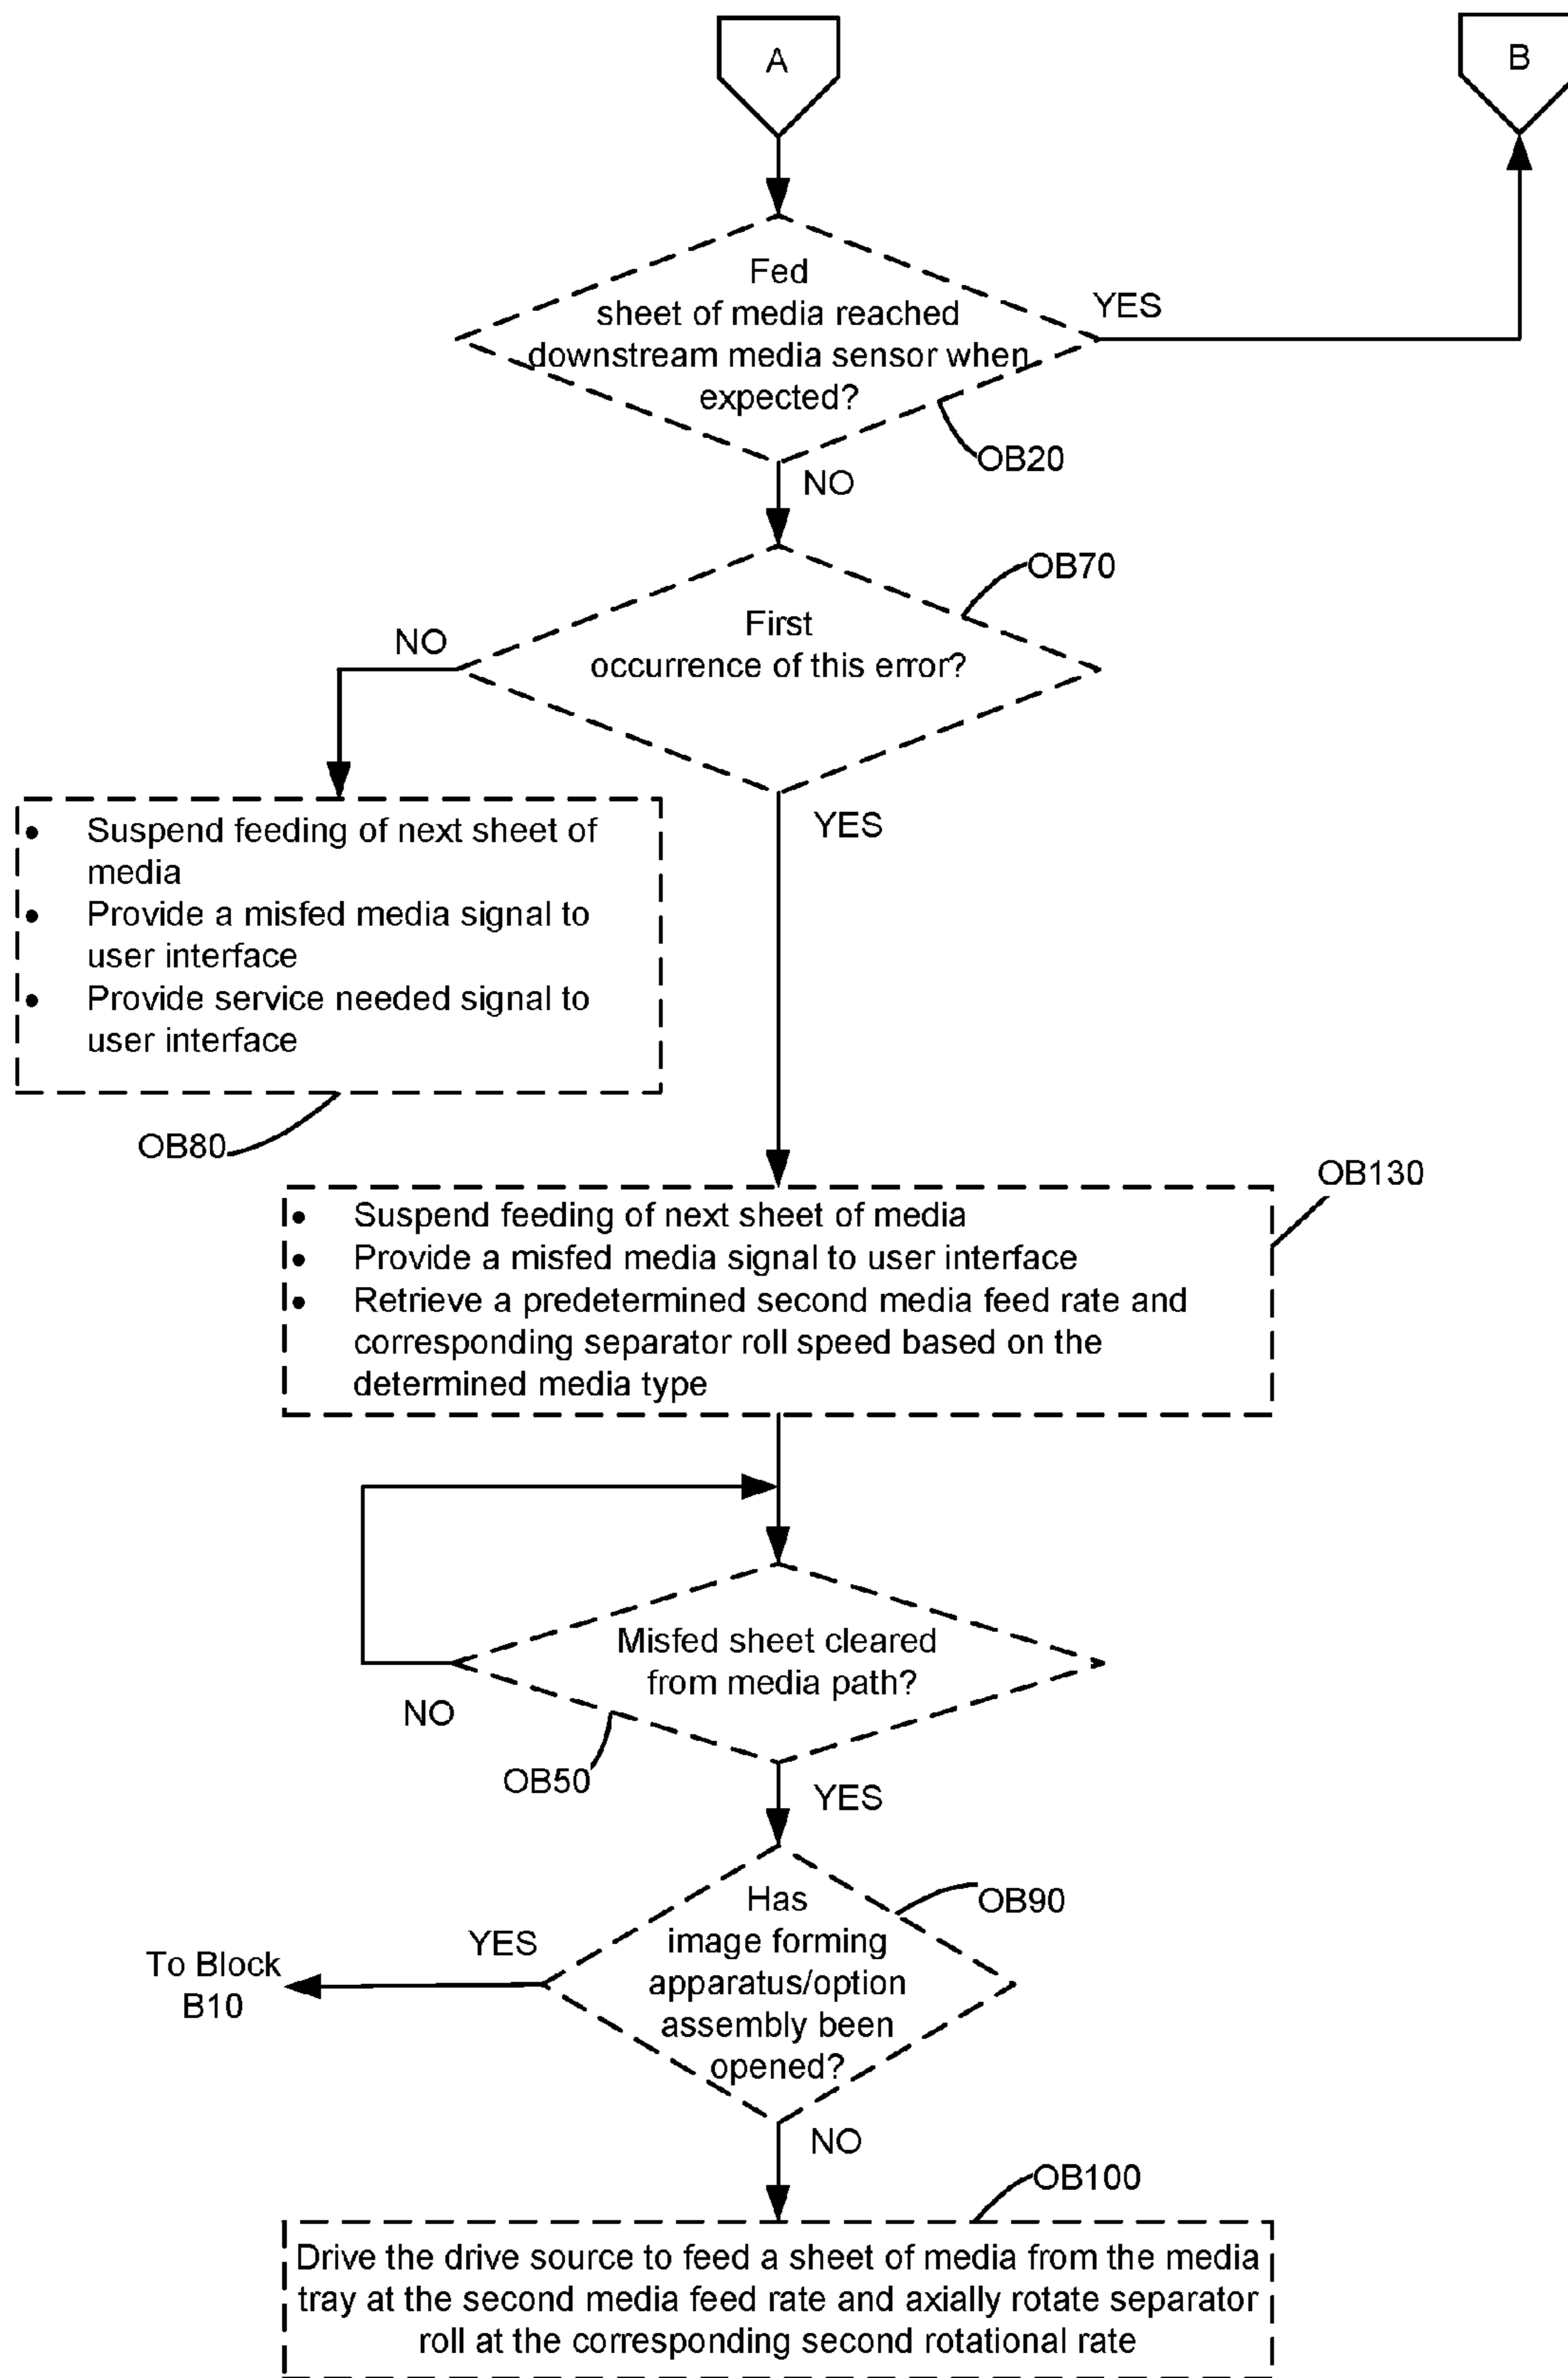 A
B
Fed
sheet of media reached
downstream media sensor when
expected?
YES
OB20
NO
OB70
First
occurrence of this error?
NO
YES
• Suspend feeding of next sheet of
media
• Provide a misfed media signal to
user interface
• Provide service needed signal to
user interface
OB80
OB130
• Suspend feeding of next sheet of media
• Provide a misfed media signal to user interface
• Retrieve a predetermined second media feed rate and
corresponding separator roll speed based on the
determined media type
Misfed sheet cleared
from media path?
NO
OB50
YES
OB90
Has
image forming
apparatus/option
assembly been
opened?
YES
To Block
B10
NO
OB100
Drive the drive source to feed a sheet of media from the media
tray at the second media feed rate and axially rotate separator
roll at the corresponding second rotational rate